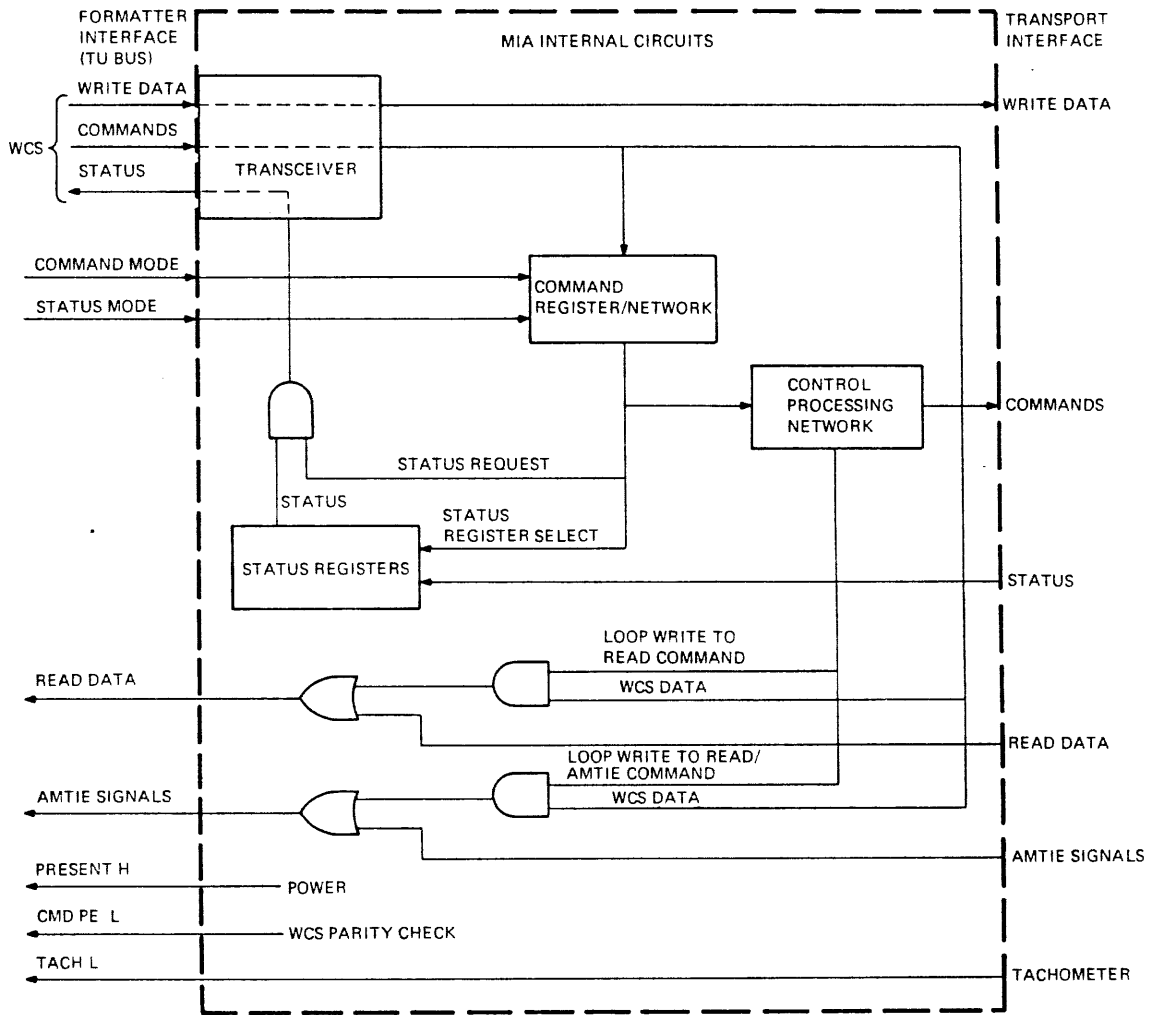 FORMATTER
INTERFACE
(TU BUS)
MIA INTERNAL CIRCUITS
TRANSPORT
INTERFACE
WRITE DATA
WRITE DATA
WCS
COMMANDS
STATUS
TRANSCEIVER
COMMAND MODE
STATUS MODE
COMMAND
REGISTER/NETWORK
CONTROL
PROCESSING
NETWORK
COMMANDS
STATUS REQUEST
STATUS
STATUS
REGISTER SELECT
STATUS REGISTERS
STATUS
LOOP WRITE TO
READ COMMAND
WCS DATA
READ DATA
READ DATA
LOOP WRITE TO READ/
AMTIE COMMAND
WCS DATA
AMTIE SIGNALS
AMTIE SIGNALS
PRESENT H
POWER
CMD PE L
WCS PARITY CHECK
TACH L
TACHOMETER